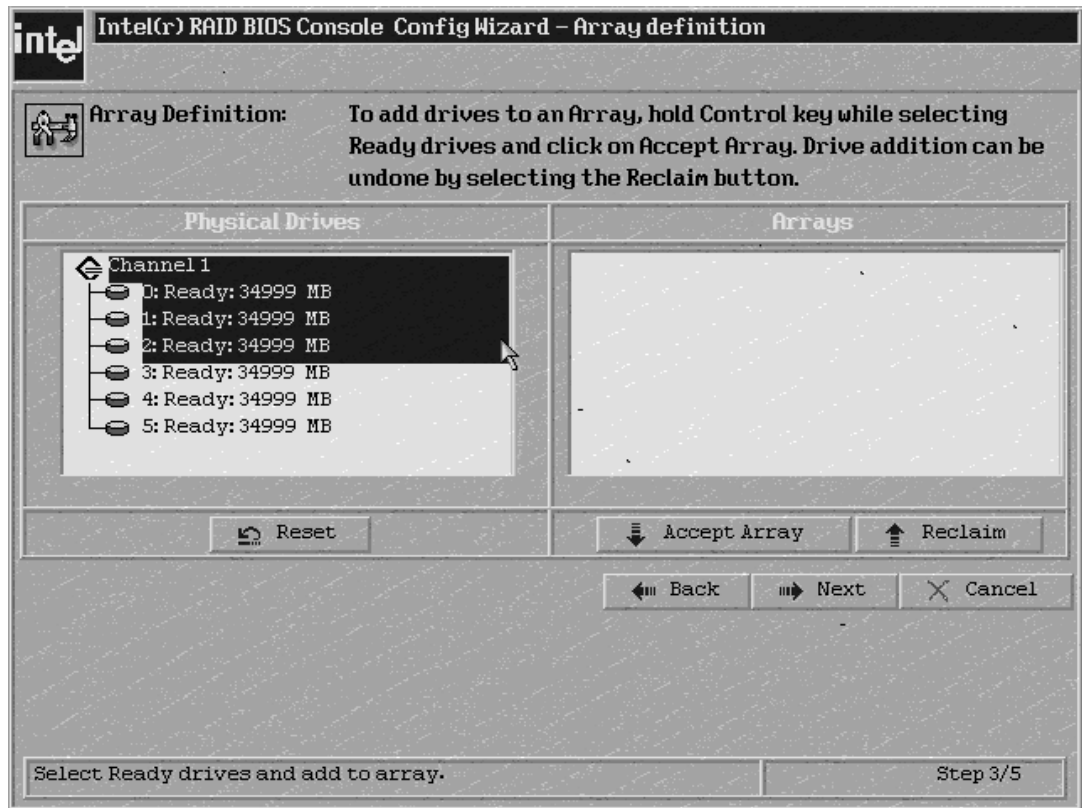 intel
Intel(r) RAID BIOS Console Config Wizard – Array definition
Array Definition:
To add drives to an Array, hold Control key while selecting
Ready drives and click on Accept Array. Drive addition can be
undone by selecting the Reclaim button.
Physical Drives
Arrays
Channel 1
0: Ready: 34999 MB
1: Ready: 34999 MB
2: Ready: 34999 MB
3: Ready: 34999 MB
4: Ready: 34999 MB
5: Ready: 34999 MB
Reset
Accept Array
Reclaim
Back
Next
Cancel
Select Ready drives and add to array.
Step 3/5